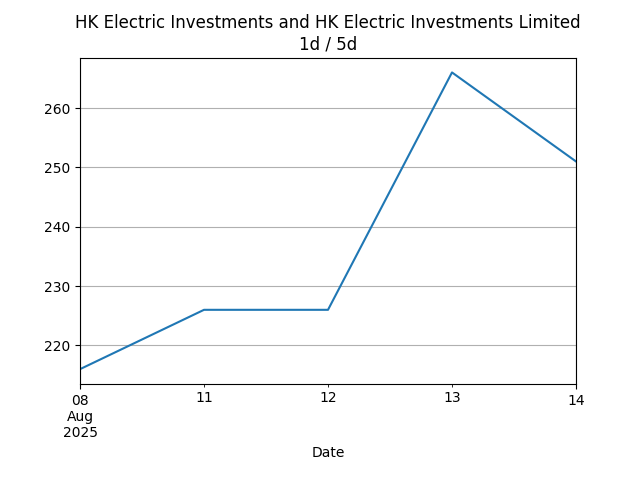 HK Electric Investments and HK Electric Investments Limited
1d / 5d
260
250
240
230
220
08
Aug
2025
11
12
13
14
Date